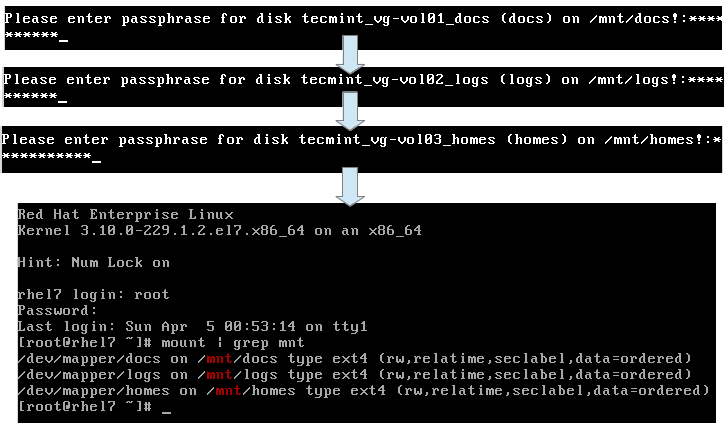 Please enter passphrase for disk tecmint_vg-vol01_docs (docs) on /mnt/docs!:****
*********_
Please enter passphrase for disk tecmint_vg-vol02_logs (logs) on /mnt/logs!:****
*********_
Please enter passphrase for disk tecmint_vg-vol03_homes (homes) on /mnt/homes!:*
************_
Red Hat Enterprise Linux
Kernel 3.10.0-229.1.2.el7.x86_64 on an x86_64
Hint: Num Lock on
rhel7 login: root
Password:
Last login: Sun Apr  5 00:53:14 on tty1
[root@rhel7 ~]# mount | grep mnt
/dev/mapper/docs on /mnt/docs type ext4 (rw,relatime,seclabel,data=ordered)
/dev/mapper/logs on /mnt/logs type ext4 (rw,relatime,seclabel,data=ordered)
/dev/mapper/homes on /mnt/homes type ext4 (rw,relatime,seclabel,data=ordered)
[root@rhel7 ~]# _